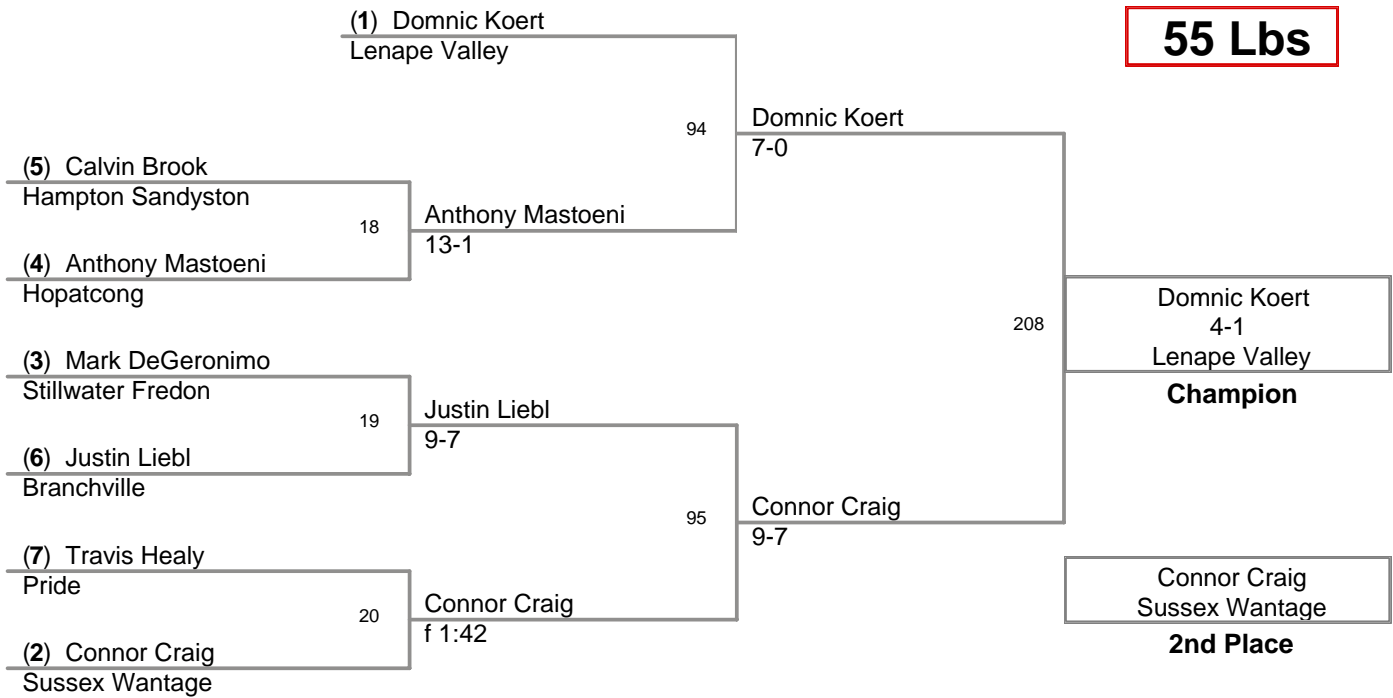 (1) Domnic Koert
Lenape Valley
55 Lbs
94
Domnic Koert
7-0
(5) Calvin Brook
Hampton Sandyston
18
Anthony Mastoeni
13-1
(4) Anthony Mastoeni
Hopatcong
208
Domnic Koert
4-1
Lenape Valley
Champion
(3) Mark DeGeronimo
Stillwater Fredon
19
Justin Liebl
9-7
(6) Justin Liebl
Branchville
95
Connor Craig
9-7
(7) Travis Healy
Pride
20
Connor Craig
f 1:42
(2) Connor Craig
Sussex Wantage
Connor Craig
Sussex Wantage
2nd Place